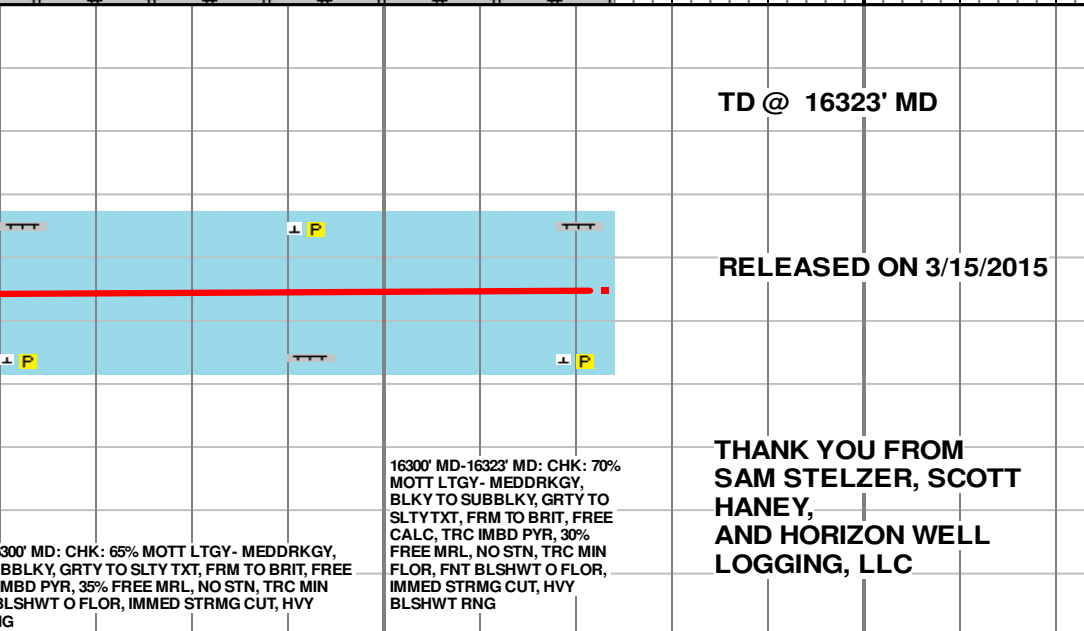 TD @ 16323' MD
P
RELEASED ON 3/15/2015
P
P
16300' MD-16323' MD: CHK: 70%
MOTT LTGY- MEDDRKGY,
BLKY TO SUBBLKY, GRTY TO
SLTYTXT, FRM TO BRIT, FREE
CALC, TRC IMBD PYR, 30%
FREE MRL, NO STN, TRC MIN
FLOR, FNT BLSHWT O FLOR,
IMMED STRMG CUT, HVY
BLSHWT RNG
THANK YOU FROM
SAM STELZER, SCOTT
HANEY,
AND HORIZON WELL
LOGGING, LLC
300' MD: CHK: 65% MOTT LTGY- MEDDRKGY,
BBLKY, GRTY TO SLTY TXT, FRM TO BRIT, FREE
IMBD PYR, 35% FREE MRL, NO STN, TRC MIN
BLSHWT O FLOR, IMMED STRMG CUT, HVY